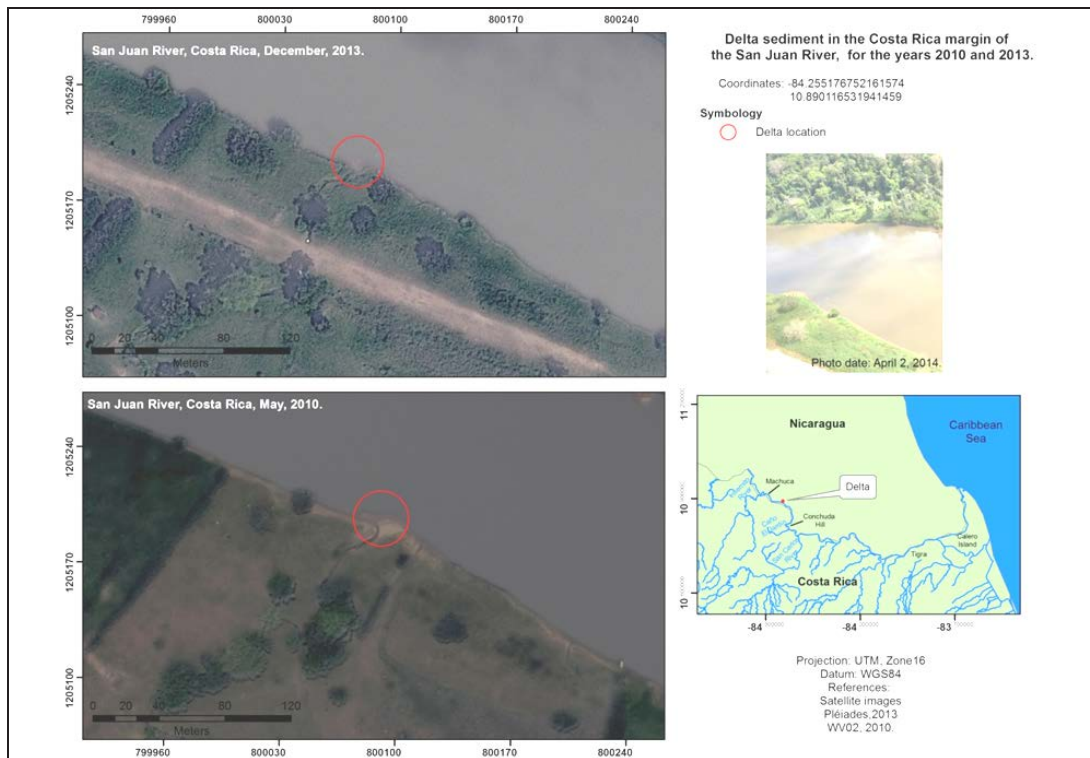 799960 800030 800100 800170 800240
San Juan River, Costa Rica, December, 2013.
1205240
1205170
1205100
0 20 40 80 120
Meters
San Juan River, Costa Rica, May, 2010.
1205240
1205170
1205100
0 20 40 80 120
Meters
799960 800030 800100 800170 800240
Delta sediment in the Costa Rica margin of
the San Juan River, for the years 2010 and 2013.
Coordinates: -84.255176752161574
10.890116531941459
Symbology
Delta location
Photo date: April 2, 2014.
Nicaragua
Caribbean
Sea
Machuca
Delta
Conchuda
Hill
Calero
Island
Tigra
Costa Rica
Projection: UTM, Zone16
Datum: WGS84
References:
Satellite images
Pléiades,2013
WV02, 2010.